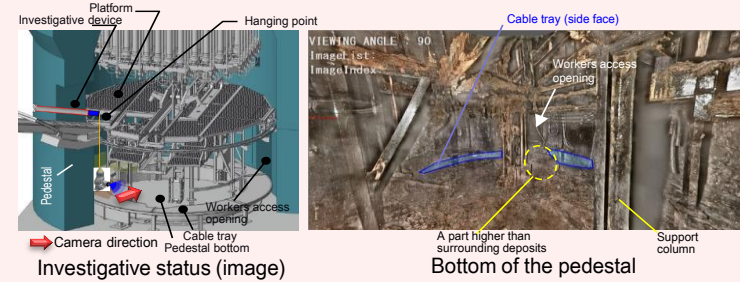 Platform
Investigative device
Hanging point
Pedestal
Workers access
opening
Cable tray
Pedestal bottom
Camera direction
Investigative status (image)
Cable tray (side face)
VIEWING ANGLE : 90
ImageList
ImageIndex
Workers access
opening
A part higher than
surrounding deposits
Support
column
Bottom of the pedestal